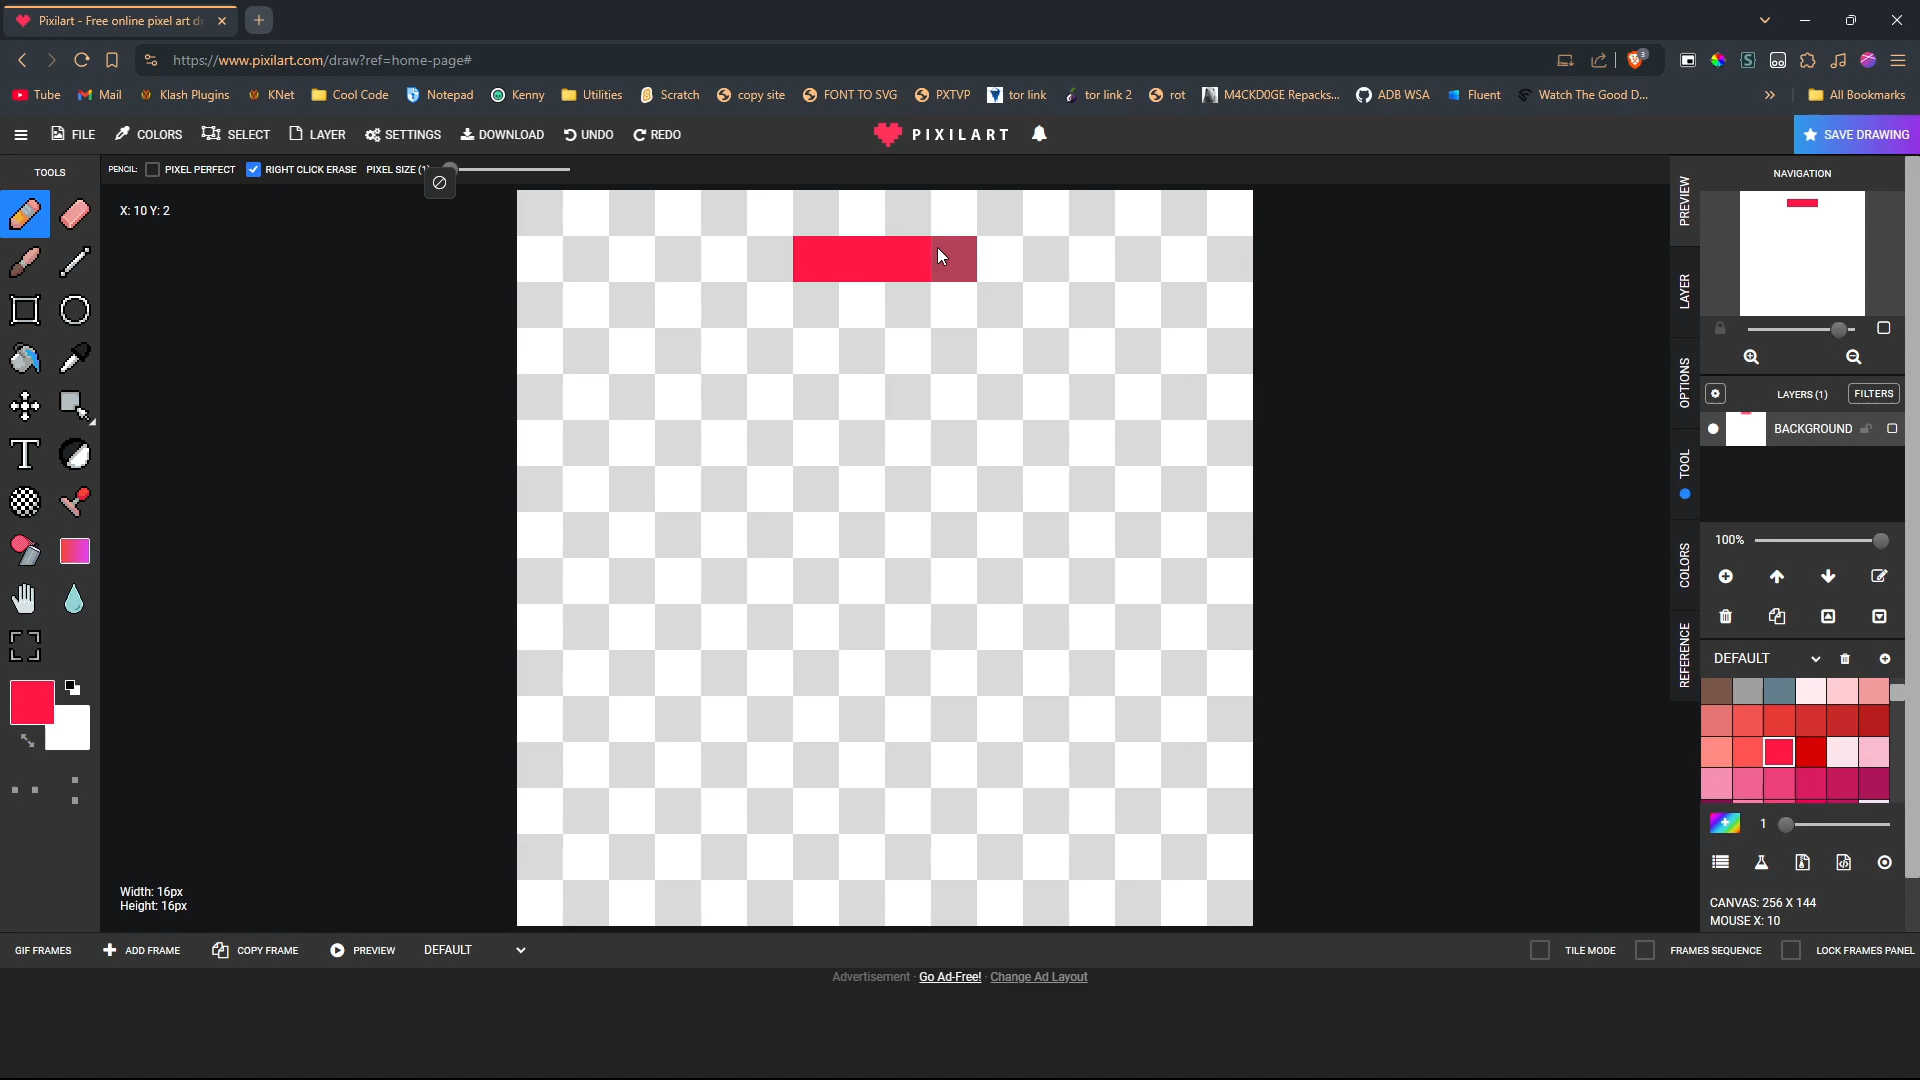 Pixilart - Free online pixel art d
https://www.pixilart.com/draw?ref=home-page#
3
Tube Mail Klash Plugins KNet Cool Code Notepad Kenny Utilities Scratch copy site FONT TO SVG PXTVP tor link tor link 2 rot M4CKD0GE Repacks... ADB WSA Fluent Watch The Good D... » All Bookmarks
FILE COLORS SELECT LAYER SETTINGS DOWNLOAD UNDO REDO PIXILART SAVE DRAWING
TOOLS PENCIL: PIXEL PERFECT RIGHT CLICK ERASE PIXEL SIZE (1) NAVIGATION
X: 10 Y: 2
PREVIEW
LAYER
OPTIONS
TOOL
COLORS
REFERENCE
LAYERS (1) FILTERS
BACKGROUND
100%
DEFAULT
1
Width: 16px
Height: 16px
CANVAS: 256 X 144
MOUSE X: 10
GIF FRAMES ADD FRAME COPY FRAME PREVIEW DEFAULT TILE MODE FRAMES SEQUENCE LOCK FRAMES PANEL
Advertisement · Go Ad-Free! · Change Ad Layout